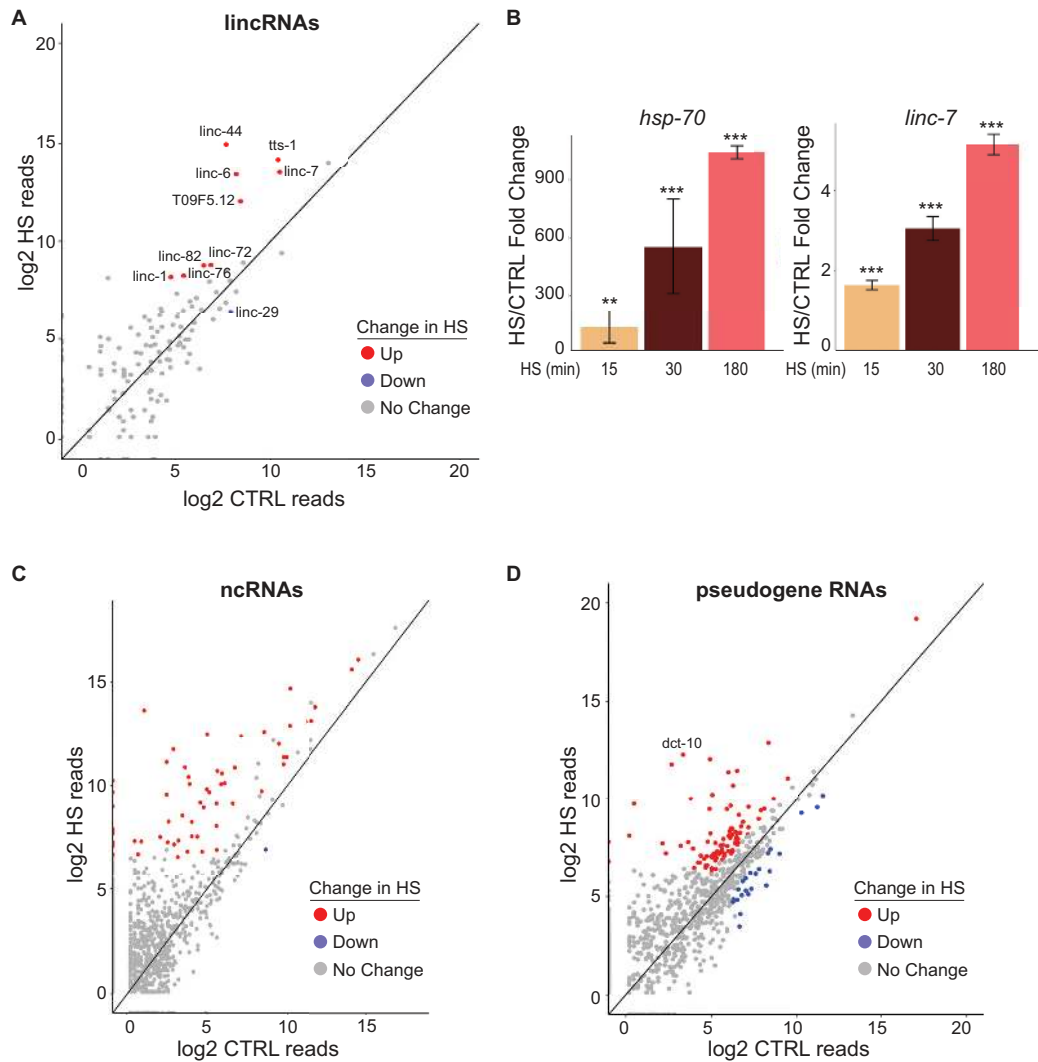 A
lincRNAs
20
15
10
5
0
log2 HS reads
linc-44
tts-1
linc-6
linc-7
T09F5.12
linc-82
linc-72
linc-1
linc-76
linc-29
Change in HS
Up
Down
No Change
0 5 10 15 20
log2 CTRL reads
B
hsp-70
HS/CTRL Fold Change
900
600
300
0
**
***
***
HS (min) 15 30 180
linc-7
HS/CTRL Fold Change
4
2
0
***
***
***
HS (min) 15 30 180
C
ncRNAs
15
10
5
0
log2 HS reads
Change in HS
Up
Down
No Change
0 5 10 15
log2 CTRL reads
D
pseudogene RNAs
20
15
10
5
0
log2 HS reads
dct-10
Change in HS
Up
Down
No Change
0 5 10 15 20
log2 CTRL reads